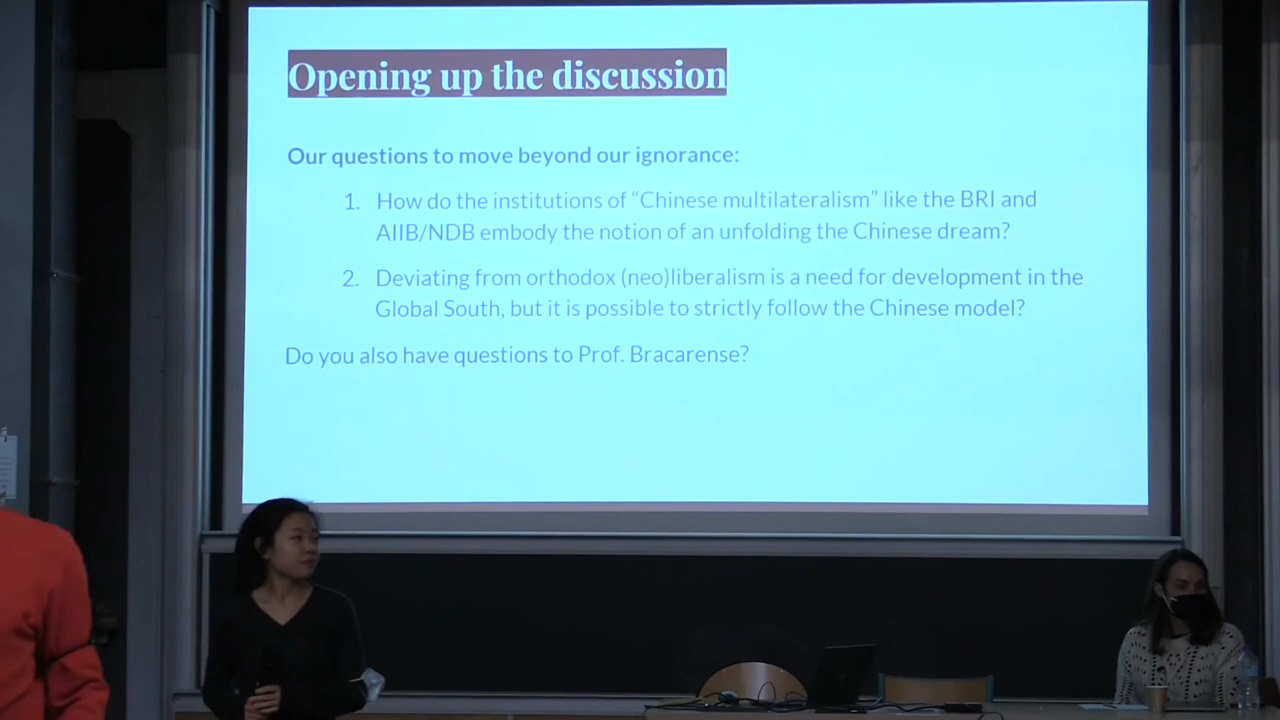 Opening up the discussion
Our questions to move beyond our ignorance:
1. How do the institutions of “Chinese multilateralism” like the BRI and
AIIB/NDB embody the notion of an unfolding the Chinese dream?
2. Deviating from orthodox (neo)liberalism is a need for development in the
Global South, but it is possible to strictly follow the Chinese model?
Do you also have questions to Prof. Bracarense?